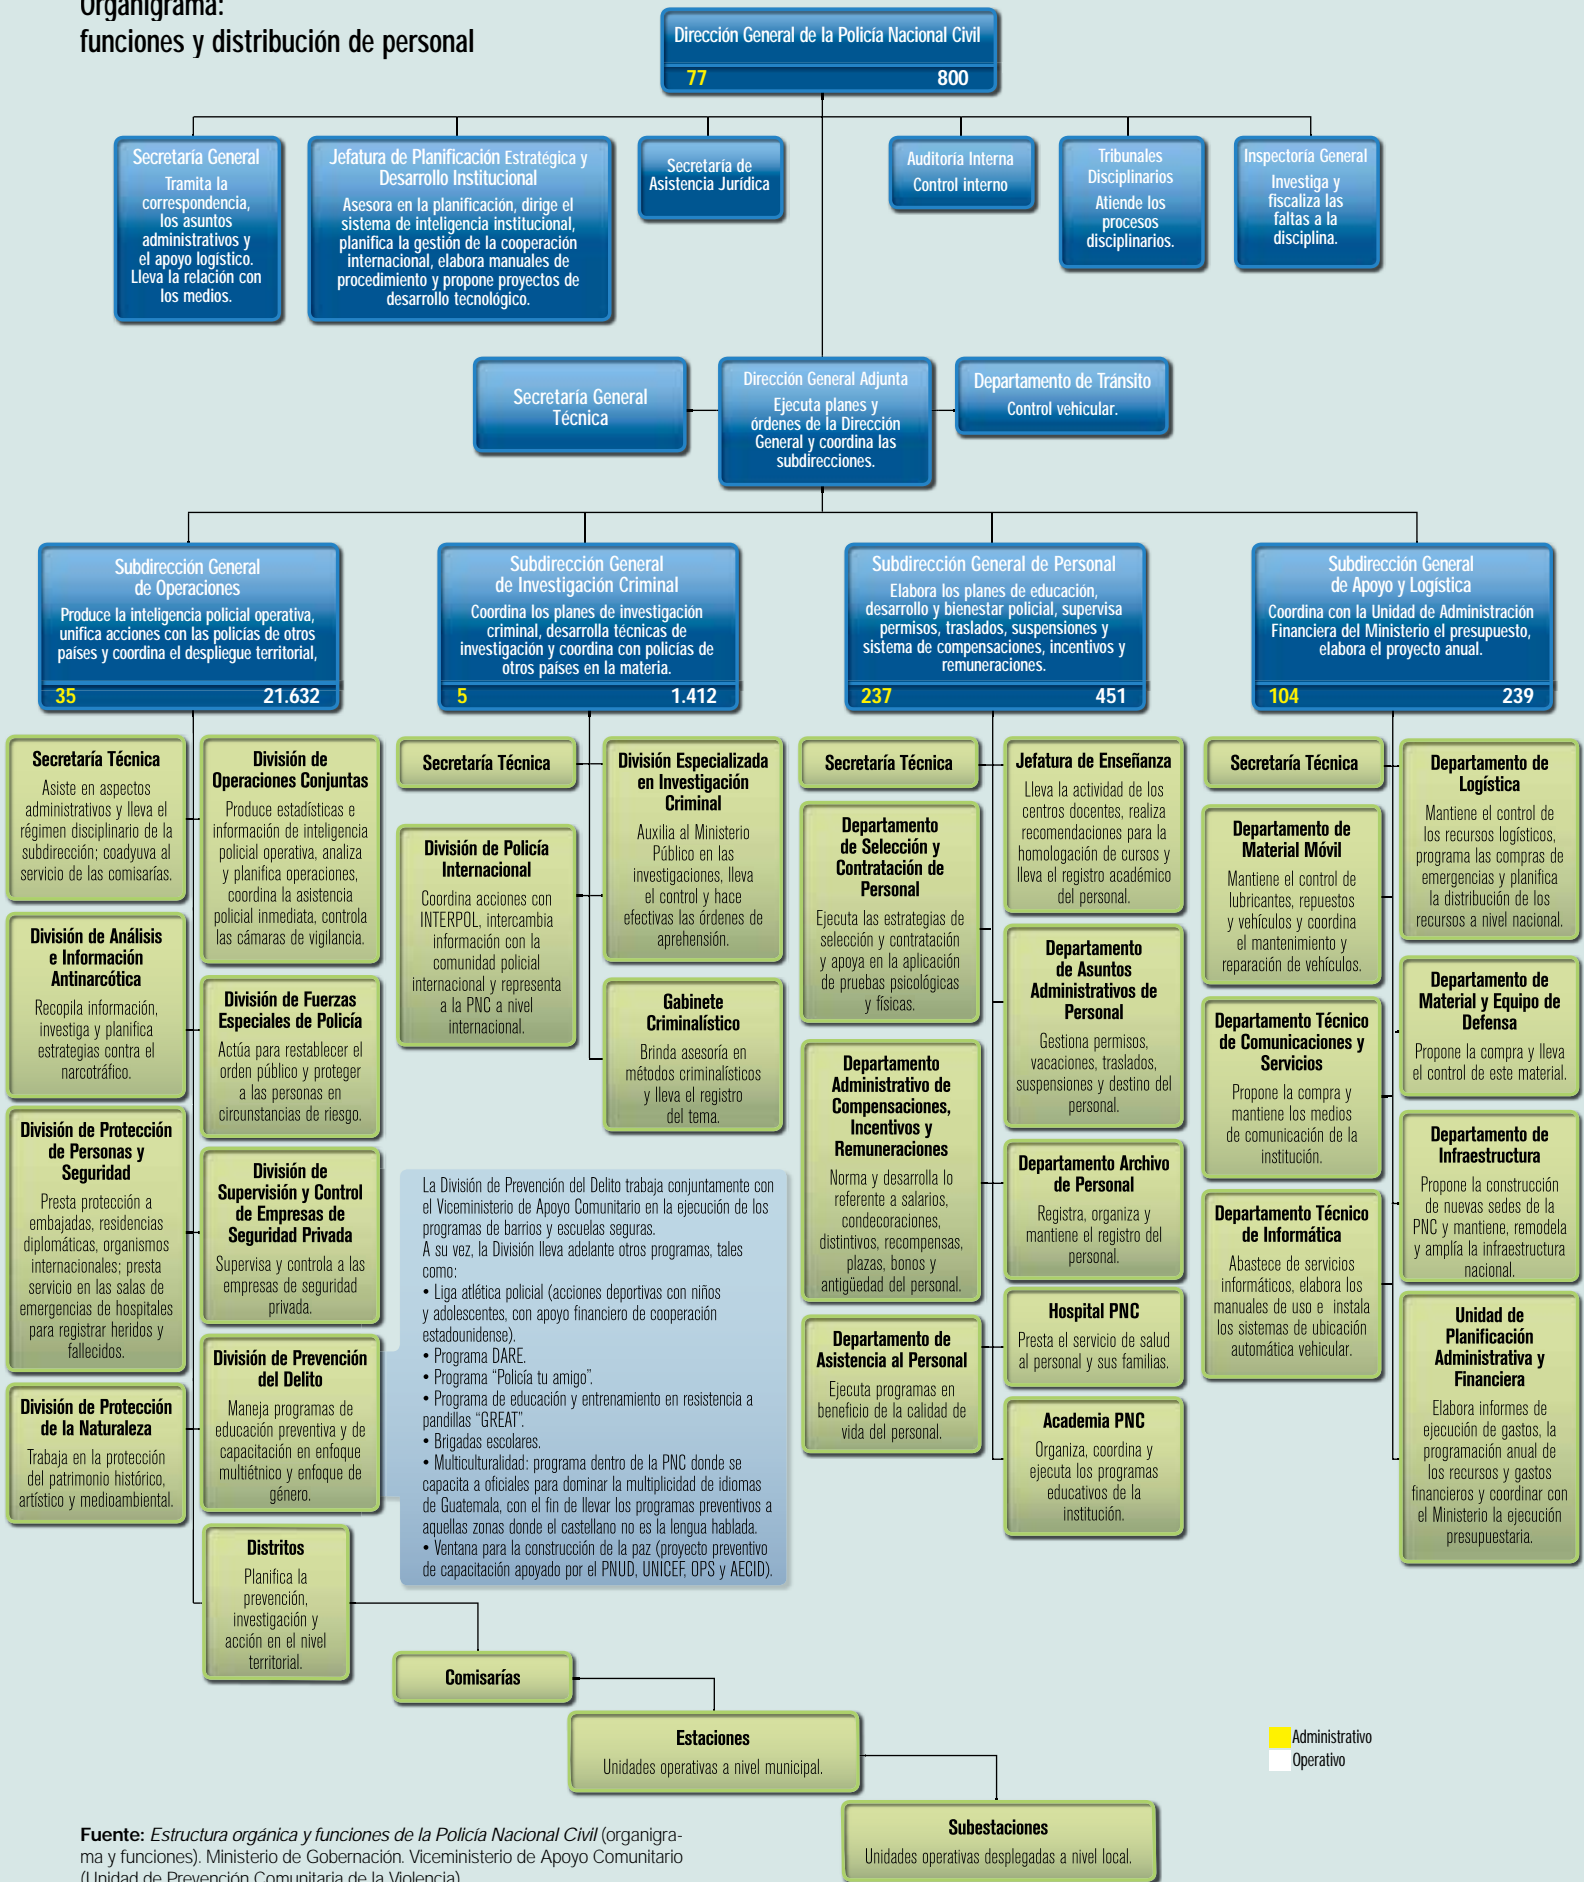 Organigrama:
funciones y distribución de personal
Dirección General de la Policía Nacional Civil
77 800
Secretaría General
Tramita la
correspondencia,
los asuntos
administrativos y
el apoyo logístico.
Lleva la relación con
los medios.
Jefatura de Planificación Estratégica y
Desarrollo Institucional
Asesora en la planificación, dirige el
sistema de inteligencia institucional,
planifica la gestión de la cooperación
internacional, elabora manuales de
procedimiento y propone proyectos de
desarrollo tecnológico.
Secretaría de
Asistencia Jurídica
Auditoría Interna
Control interno
Tribunales
Disciplinarios
Atiende los
procesos
disciplinarios.
Inspectoría General
Investiga y
fiscaliza las
faltas a la
disciplina.
Secretaría General
Técnica
Dirección General Adjunta
Ejecuta planes y
órdenes de la Dirección
General y coordina las
subdirecciones.
Departamento de Tránsito
Control vehicular.
Subdirección General
de Operaciones
Produce la inteligencia policial operativa,
unifica acciones con las policías de otros
países y coordina el despliegue territorial,
35 21.632
Subdirección General
de Investigación Criminal
Coordina los planes de investigación
criminal, desarrolla técnicas de
investigación y coordina con policías de
otros países en la materia.
5 1.412
Subdirección General de Personal
Elabora los planes de educación,
desarrollo y bienestar policial, supervisa
permisos, traslados, suspensiones y
sistema de compensaciones, incentivos y
remuneraciones.
237 451
Subdirección General
de Apoyo y Logística
Coordina con la Unidad de Administración
Financiera del Ministerio el presupuesto,
elabora el proyecto anual.
104 239
Secretaría Técnica
Asiste en aspectos
administrativos y lleva el
régimen disciplinario de la
subdirección; coadyuva al
servicio de las comisarías.
División de Análisis
e Información
Antinarcótica
Recopila información,
investiga y planifica
estrategias contra el
narcotráfico.
División de Protección
de Personas y
Seguridad
Presta protección a
embajadas, residencias
diplomáticas, organismos
internacionales; presta
servicio en las salas de
emergencias de hospitales
para registrar heridos y
fallecidos.
División de Protección
de la Naturaleza
Trabaja en la protección
del patrimonio histórico,
artístico y medioambiental.
División de
Operaciones Conjuntas
Produce estadísticas e
información de inteligencia
policial operativa, analiza
y planifica operaciones,
coordina la asistencia
policial inmediata, controla
las cámaras de vigilancia.
División de Fuerzas
Especiales de Policía
Actúa para restablecer el
orden público y proteger
a las personas en
circunstancias de riesgo.
División de
Supervisión y Control
de Empresas de
Seguridad Privada
Supervisa y controla a las
empresas de seguridad
privada.
División de Prevención
del Delito
Maneja programas de
educación preventiva y de
capacitación en enfoque
multiétnico y enfoque de
género.
Distritos
Planifica la
prevención,
investigación y
acción en el nivel
territorial.
Secretaría Técnica
División de Policía
Internacional
Coordina acciones con
INTERPOL, intercambia
información con la
comunidad policial
internacional y representa
a la PNC a nivel
internacional.
División Especializada
en Investigación
Criminal
Auxilia al Ministerio
Público en las
investigaciones, lleva
el control y hace
efectivas las órdenes de
aprehensión.
Gabinete
Criminalístico
Brinda asesoría en
métodos criminalísticos
y lleva el registro
del tema.
La División de Prevención del Delito trabaja conjuntamente con
el Viceministerio de Apoyo Comunitario en la ejecución de los
programas de barrios y escuelas seguras.
A su vez, la División lleva adelante otros programas, tales
como:
• Liga atlética policial (acciones deportivas con niños
y adolescentes, con apoyo financiero de cooperación
estadounidense).
• Programa DARE.
• Programa “Policía tu amigo”.
• Programa de educación y entrenamiento en resistencia a
pandillas “GREAT”.
• Brigadas escolares.
• Multiculturalidad: programa dentro de la PNC donde se
capacita a oficiales para dominar la multiplicidad de idiomas
de Guatemala, con el fin de llevar los programas preventivos a
aquellas zonas donde el castellano no es la lengua hablada.
• Ventana para la construcción de la paz (proyecto preventivo
de capacitación apoyado por el PNUD, UNICEF, OPS y AECID).
Secretaría Técnica
Departamento
de Selección y
Contratación de
Personal
Ejecuta las estrategias de
selección y contratación
y apoya en la aplicación
de pruebas psicológicas
y físicas.
Departamento
Administrativo de
Compensaciones,
Incentivos y
Remuneraciones
Norma y desarrolla lo
referente a salarios,
condecoraciones,
distintivos, recompensas,
plazas, bonos y
antigüedad del personal.
Departamento de
Asistencia al Personal
Ejecuta programas en
beneficio de la calidad de
vida del personal.
Jefatura de Enseñanza
Lleva la actividad de los
centros docentes, realiza
recomendaciones para la
homologación de cursos y
lleva el registro académico
del personal.
Departamento
de Asuntos
Administrativos de
Personal
Gestiona permisos,
vacaciones, traslados,
suspensiones y destino del
personal.
Departamento Archivo
de Personal
Registra, organiza y
mantiene el registro del
personal.
Hospital PNC
Presta el servicio de salud
al personal y sus familias.
Academia PNC
Organiza, coordina y
ejecuta los programas
educativos de la
institución.
Secretaría Técnica
Departamento de
Material Móvil
Mantiene el control de
lubricantes, repuestos
y vehículos y coordina
el mantenimiento y
reparación de vehículos.
Departamento Técnico
de Comunicaciones y
Servicios
Propone la compra y
mantiene los medios
de comunicación de la
institución.
Departamento Técnico
de Informática
Abastece de servicios
informáticos, elabora los
manuales de uso e instala
los sistemas de ubicación
automática vehicular.
Departamento de
Logística
Mantiene el control de
los recursos logísticos,
programa las compras de
emergencias y planifica
la distribución de los
recursos a nivel nacional.
Departamento de
Material y Equipo de
Defensa
Propone la compra y lleva
el control de este material.
Departamento de
Infraestructura
Propone la construcción
de nuevas sedes de la
PNC y mantiene, remodela
y amplía la infraestructura
nacional.
Unidad de
Planificación
Administrativa y
Financiera
Elabora informes de
ejecución de gastos, la
programación anual de
los recursos y gastos
financieros y coordinar con
el Ministerio la ejecución
presupuestaria.
Comisarías
Estaciones
Unidades operativas a nivel municipal.
Subestaciones
Unidades operativas desplegadas a nivel local.
Administrativo
Operativo
Fuente: Estructura orgánica y funciones de la Policía Nacional Civil (organigra-
ma y funciones). Ministerio de Gobernación. Viceministerio de Apoyo Comunitario
(Unidad de Prevención Comunitaria de la Violencia)